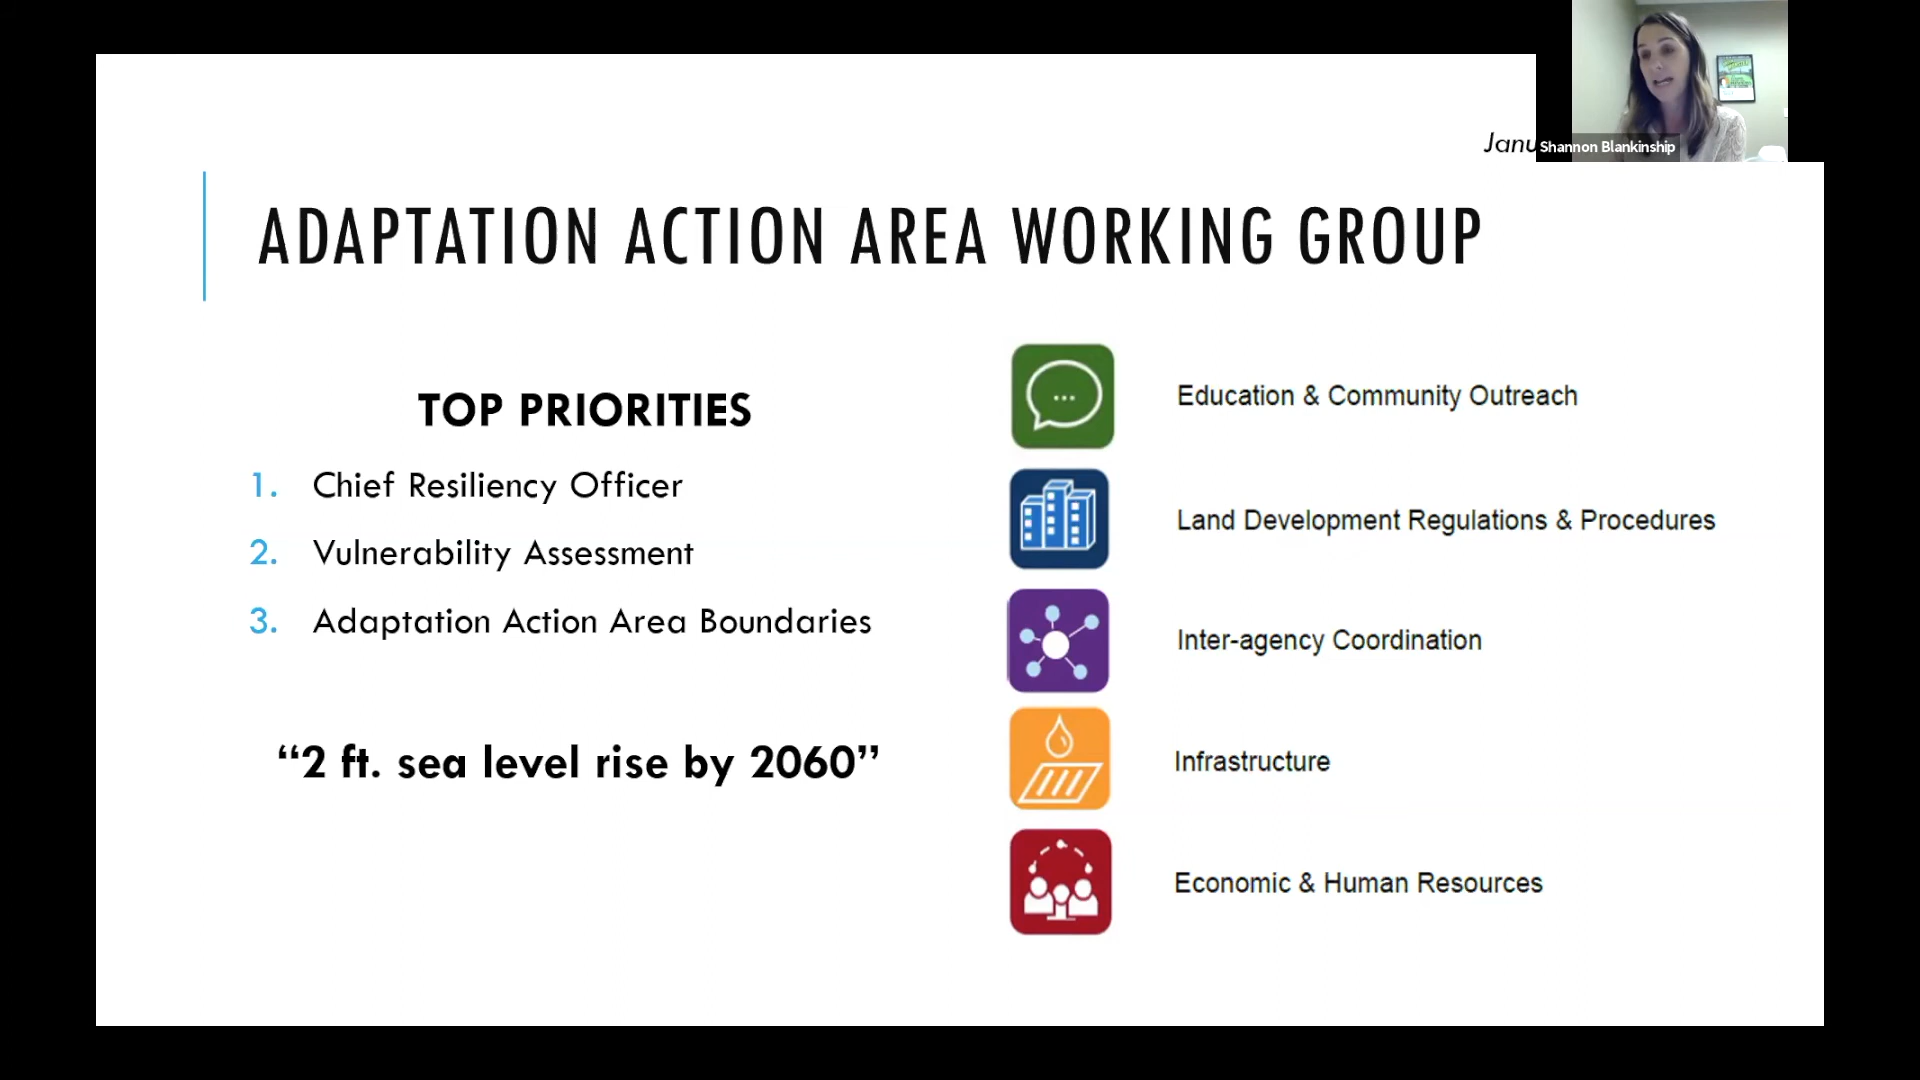 Janu
Shannon Blankinship
ADAPTATION ACTION AREA WORKING GROUP
TOP PRIORITIES
1. Chief Resiliency Officer
2. Vulnerability Assessment
3. Adaptation Action Area Boundaries
“2 ft. sea level rise by 2060”
Education & Community Outreach
Land Development Regulations & Procedures
Inter-agency Coordination
Infrastructure
Economic & Human Resources